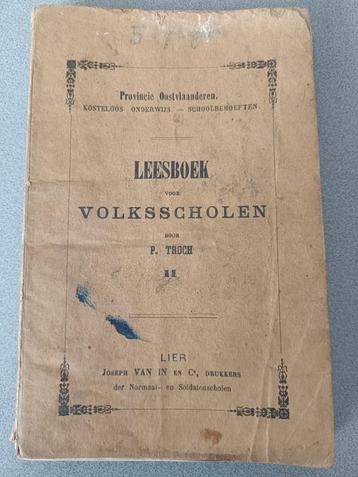 Provincie Oostvlaanderen.
KOSTELOOS ONDERWIJS. — SCHOOLBEHOEFTEN.
LEESBOEK
VOOR
VOLKSSCHOLEN
DOOR
P. TROCH
II
LIER
JOSEPH VAN IN EN Cⁱᵉ, DRUKKERS
der Normaal- en Soldatenscholen